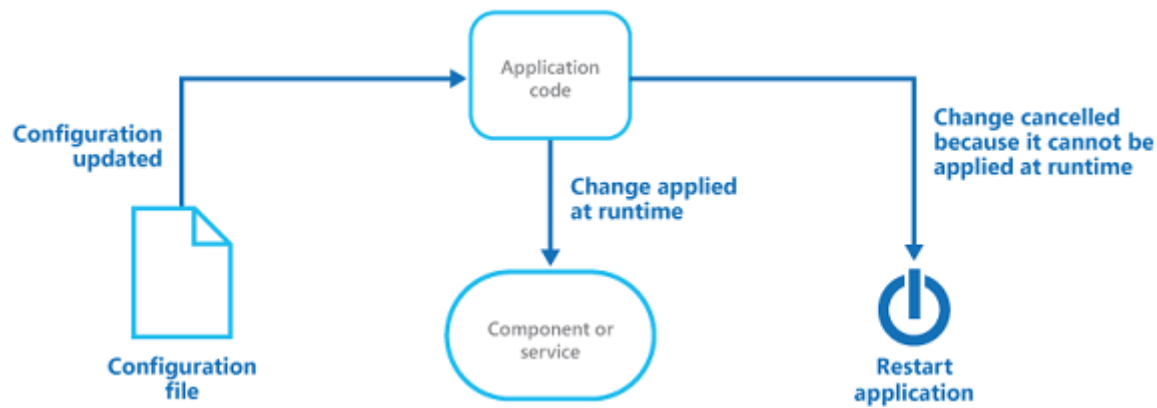 Application
code
Configuration
updated
Change cancelled
because it cannot be
applied at runtime
Change applied
at runtime
Component or
service
Configuration
file
Restart
application